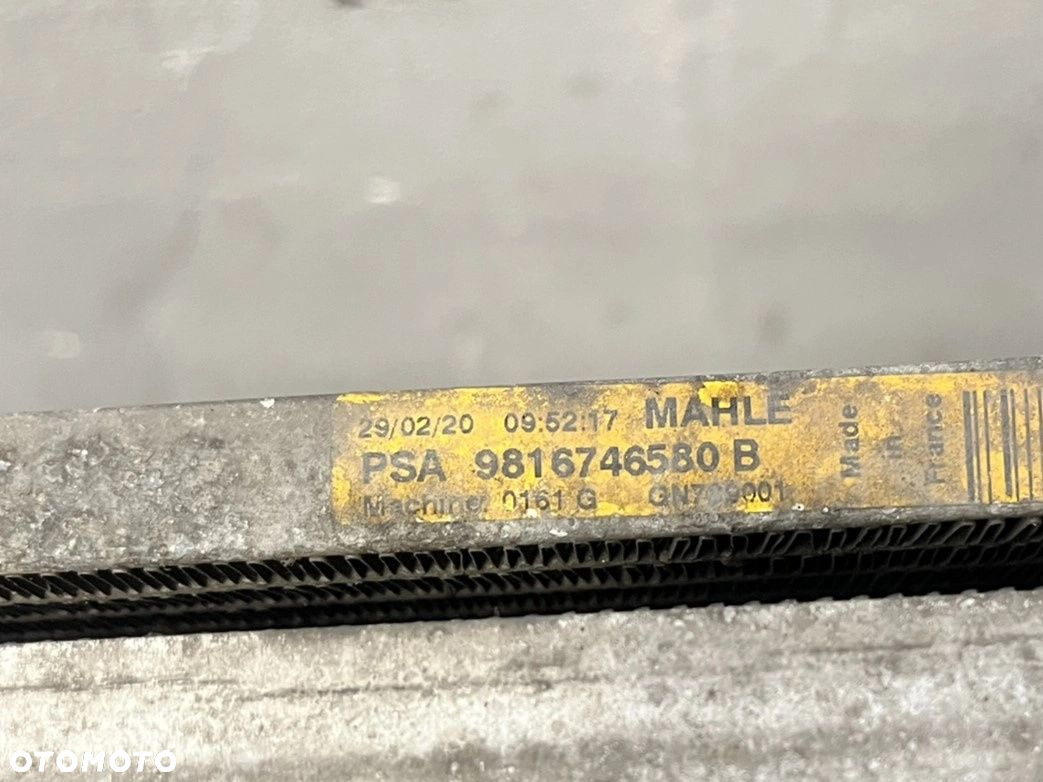 29/02/20 09:52:17 MAHLE
PSA 9816746580 B
Machine 0161 G
Made
in
France
OTOMOTO